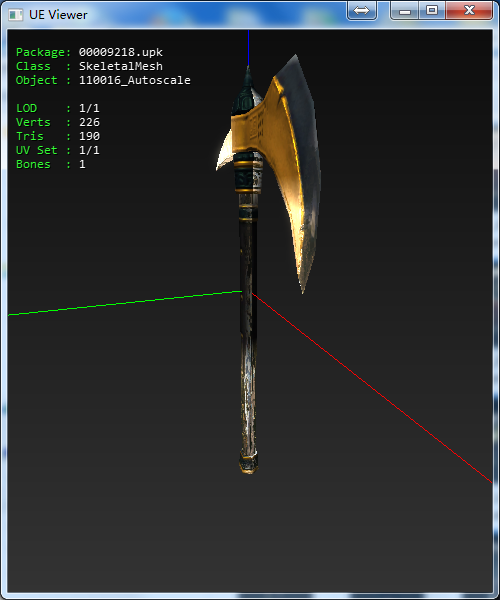 UE Viewer
Package: 00009218.upk
Class  : SkeletalMesh
Object : 110016_Autoscale
LOD    : 1/1
Verts  : 226
Tris   : 190
UV Set : 1/1
Bones  : 1